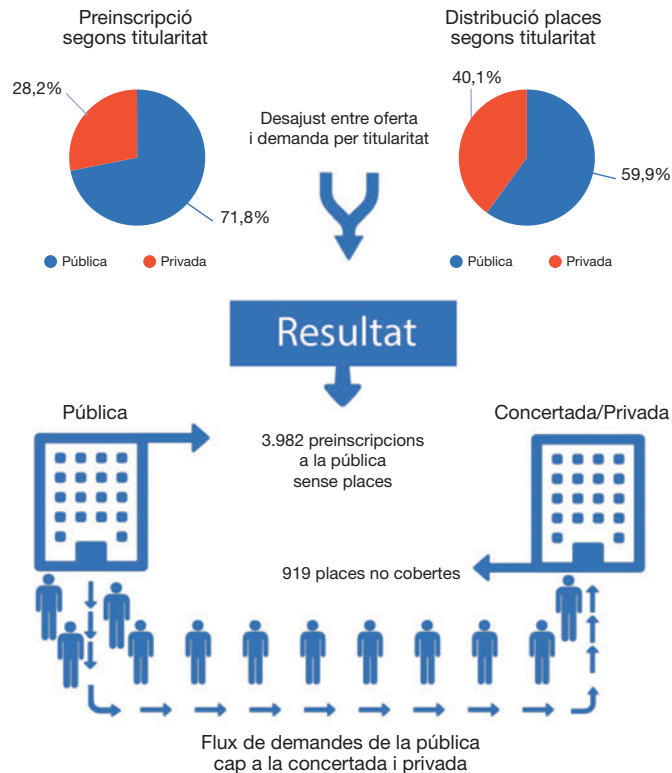 Preinscripció
segons titularitat
28,2%
71,8%
Pública
Privada
Desajust entre oferta
i demanda per titularitat
Distribució places
segons titularitat
40,1%
59,9%
Pública
Privada
Resultat
Pública
3.982 preinscripcions
a la pública
sense places
Concertada/Privada
919 places no cobertes
Flux de demandes de la pública
cap a la concertada i privada